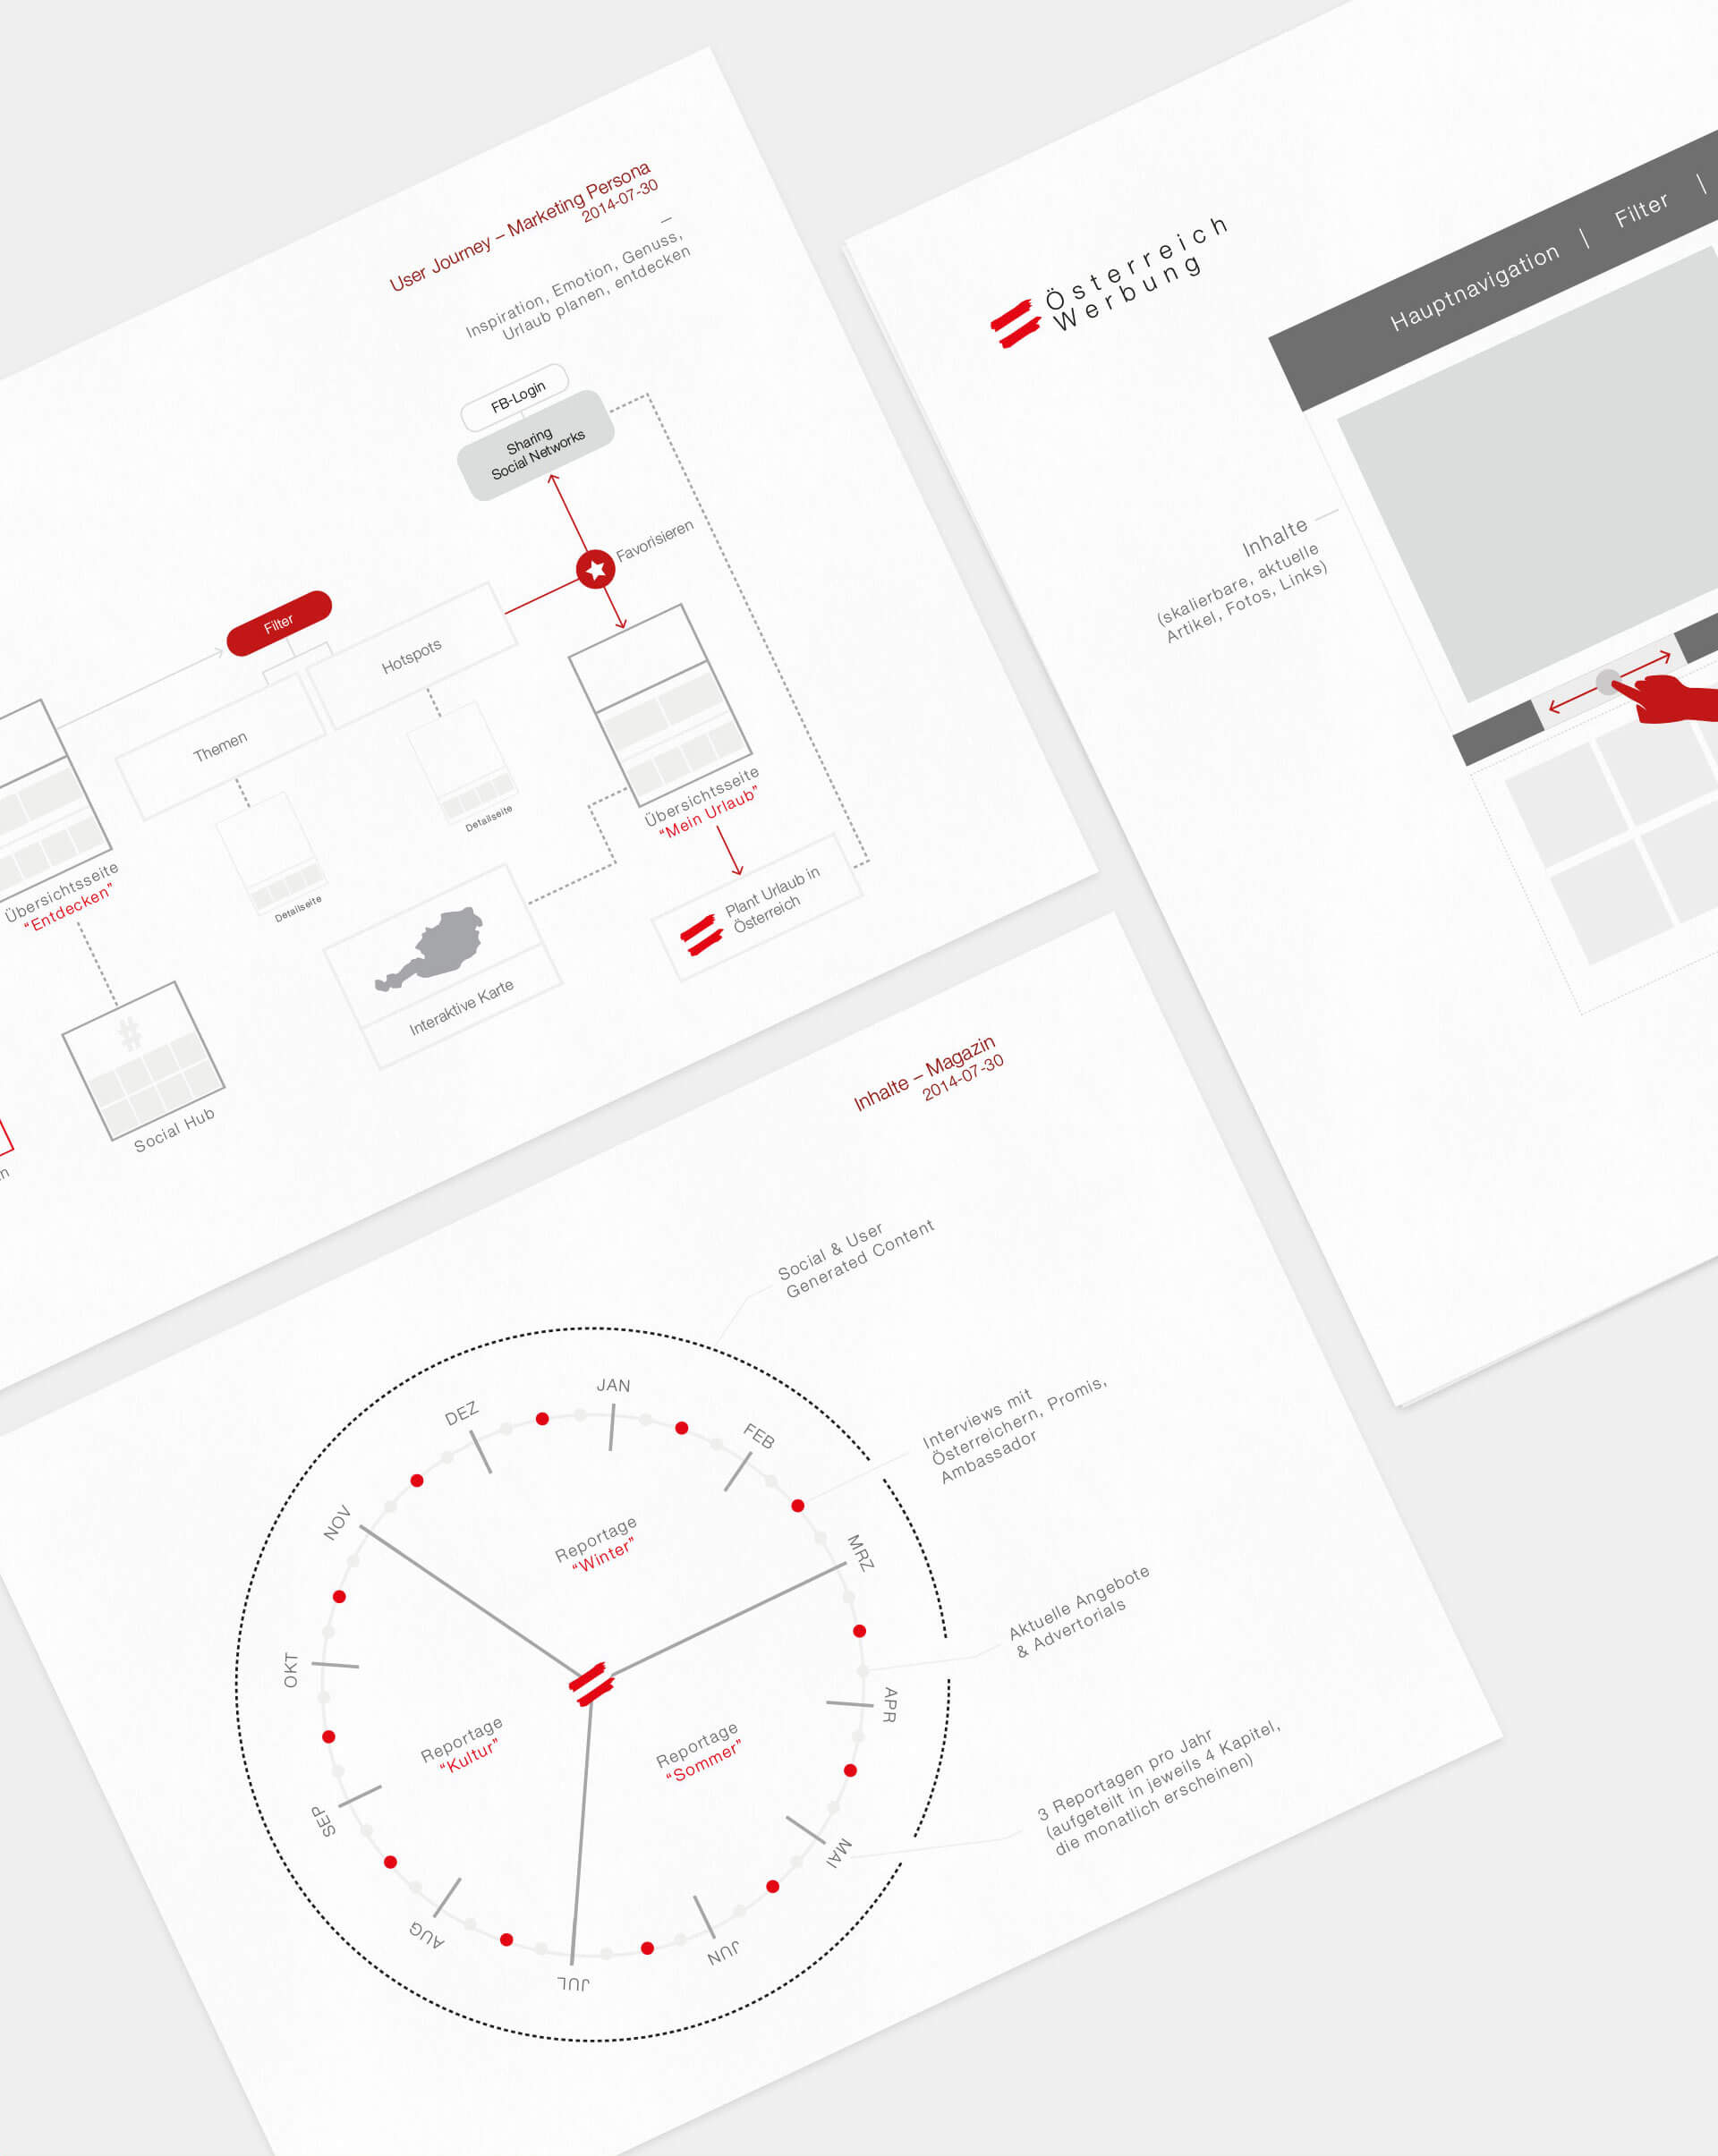 User Journey – Marketing Persona
2014-07-30
–
Inspiration, Emotion, Genuss,
Urlaub planen, entdecken
FB-Login
Sharing
Social Networks
Favorisieren
Filter
Hotspots
Themen
Detailseite
Detailseite
Übersichtsseite
“Entdecken”
Übersichtsseite
“Mein Urlaub”
Plant Urlaub in
Österreich
Interaktive Karte
#
Social Hub
Österreich
Werbung
Hauptnavigation | Filter |
Inhalte
(skalierbare, aktuelle
Artikel, Fotos, Links)
Inhalte – Magazin
2014-07-30
Social & User
Generated Content
Interviews mit
Österreichern, Promis,
Ambassador
Aktuelle Angebote
& Advertorials
3 Reportagen pro Jahr
(aufgeteilt in jeweils 4 Kapitel,
die monatlich erscheinen)
JAN
FEB
MRZ
APR
MAI
JUN
JUL
AUG
SEP
OKT
NOV
DEZ
Reportage
“Winter”
Reportage
“Sommer”
Reportage
“Kultur”